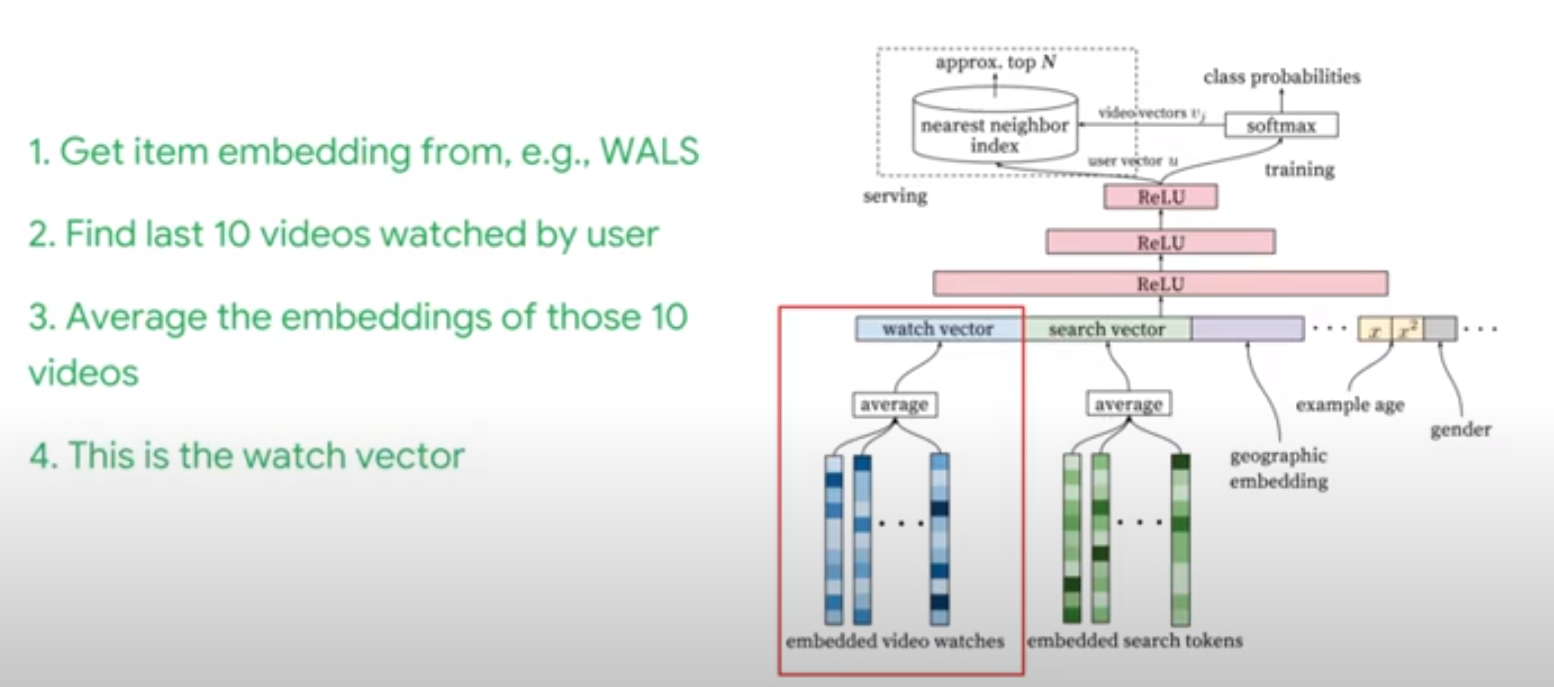 1. Get item embedding from, e.g., WALS
2. Find last 10 videos watched by user
3. Average the embeddings of those 10
videos
4. This is the watch vector
approx. top N
class probabilities
nearest neighbor
index
video vectors vj
softmax
user vector u
training
serving
ReLU
ReLU
ReLU
watch vector
search vector
. . .
x
x²
. . .
average
average
example age
gender
geographic
embedding
. . .
. . .
embedded video watches
embedded search tokens